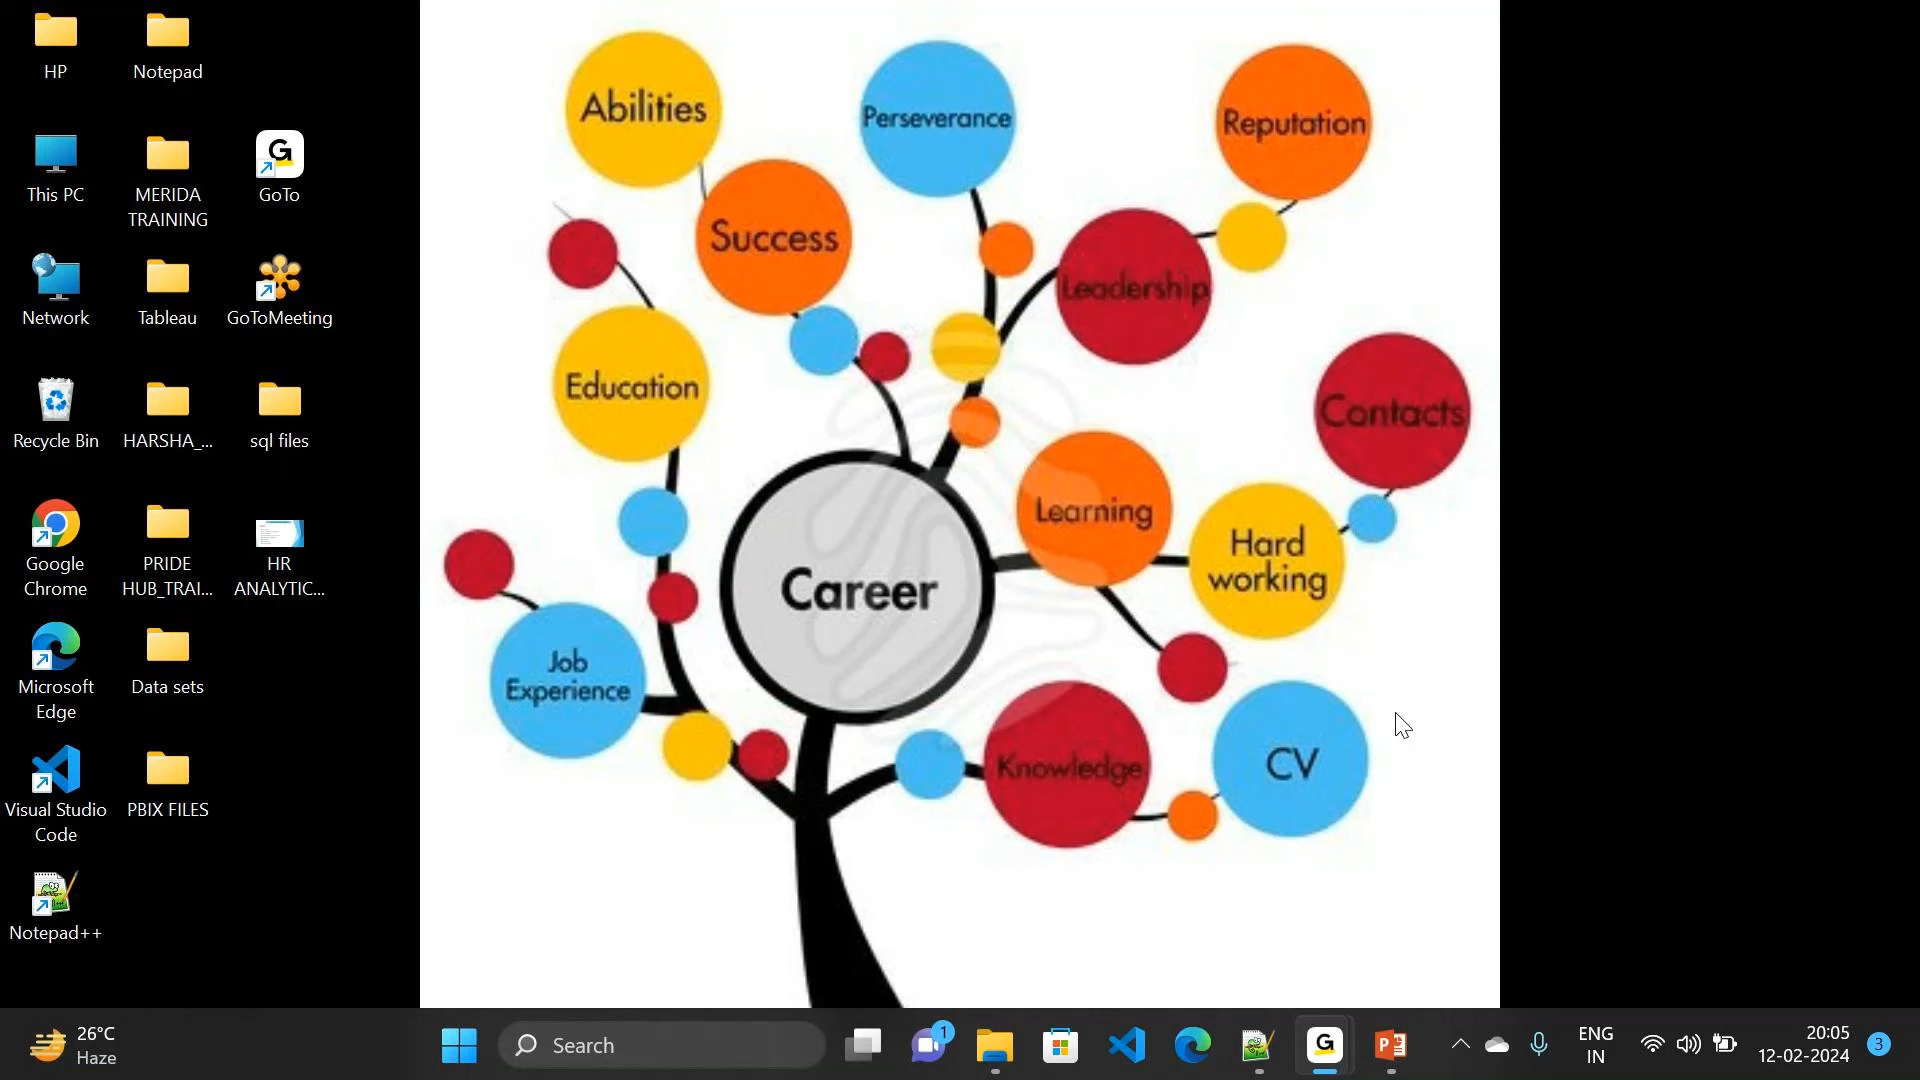 HP
Notepad
This PC
MERIDA
TRAINING
GoTo
Network
Tableau
GoToMeeting
Recycle Bin
HARSHA_...
sql files
Google
Chrome
PRIDE
HUB_TRAI...
HR
ANALYTIC...
Microsoft
Edge
Data sets
Visual Studio
Code
PBIX FILES
Notepad++
Abilities
Perseverance
Reputation
Success
Leadership
Education
Contacts
Learning
Hard
working
Career
Job
Experience
Knowledge
CV
26°C
Haze
Search
1
ENG
IN
20:05
12-02-2024
3